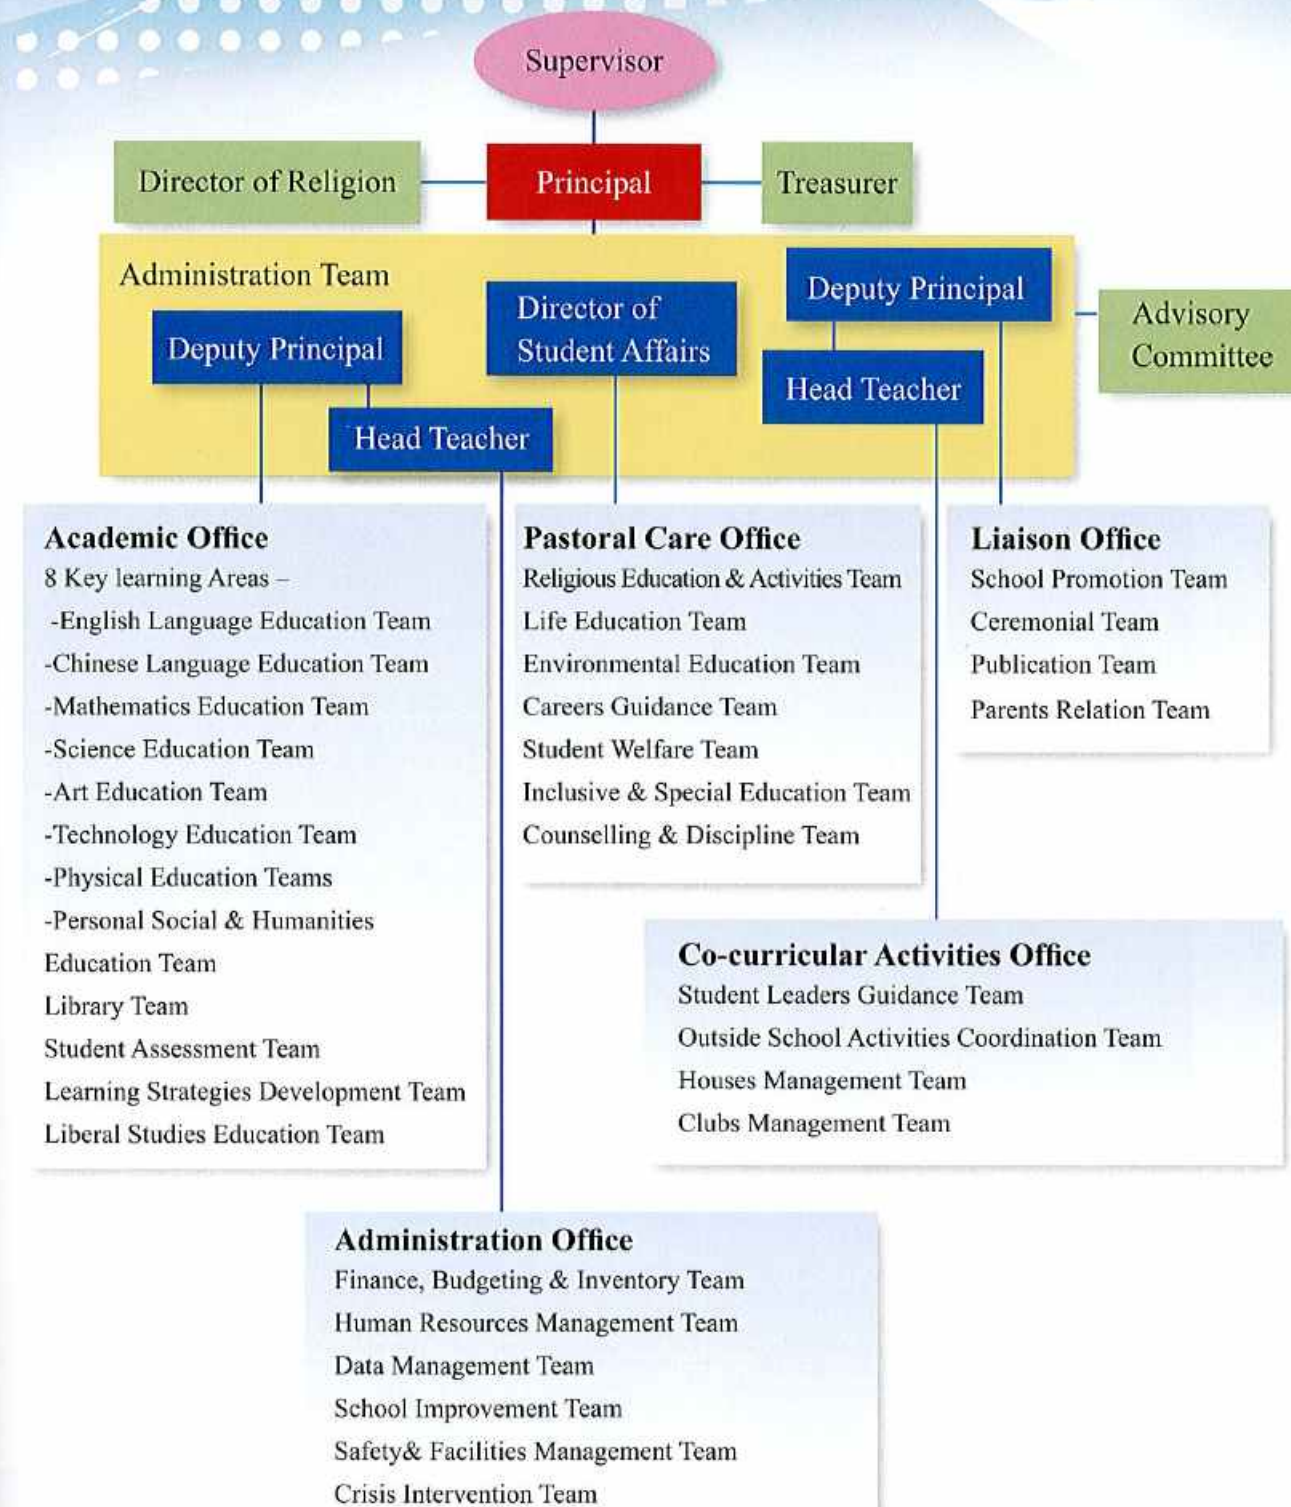 Supervisor
Director of Religion
Principal
Treasurer
Administration Team
Deputy Principal
Head Teacher
Director of
Student Affairs
Deputy Principal
Head Teacher
Advisory
Committee
Academic Office
8 Key learning Areas –
-English Language Education Team
-Chinese Language Education Team
-Mathematics Education Team
-Science Education Team
-Art Education Team
-Technology Education Team
-Physical Education Teams
-Personal Social & Humanities
Education Team
Library Team
Student Assessment Team
Learning Strategies Development Team
Liberal Studies Education Team
Pastoral Care Office
Religious Education & Activities Team
Life Education Team
Environmental Education Team
Careers Guidance Team
Student Welfare Team
Inclusive & Special Education Team
Counselling & Discipline Team
Liaison Office
School Promotion Team
Ceremonial Team
Publication Team
Parents Relation Team
Co-curricular Activities Office
Student Leaders Guidance Team
Outside School Activities Coordination Team
Houses Management Team
Clubs Management Team
Administration Office
Finance, Budgeting & Inventory Team
Human Resources Management Team
Data Management Team
School Improvement Team
Safety& Facilities Management Team
Crisis Intervention Team